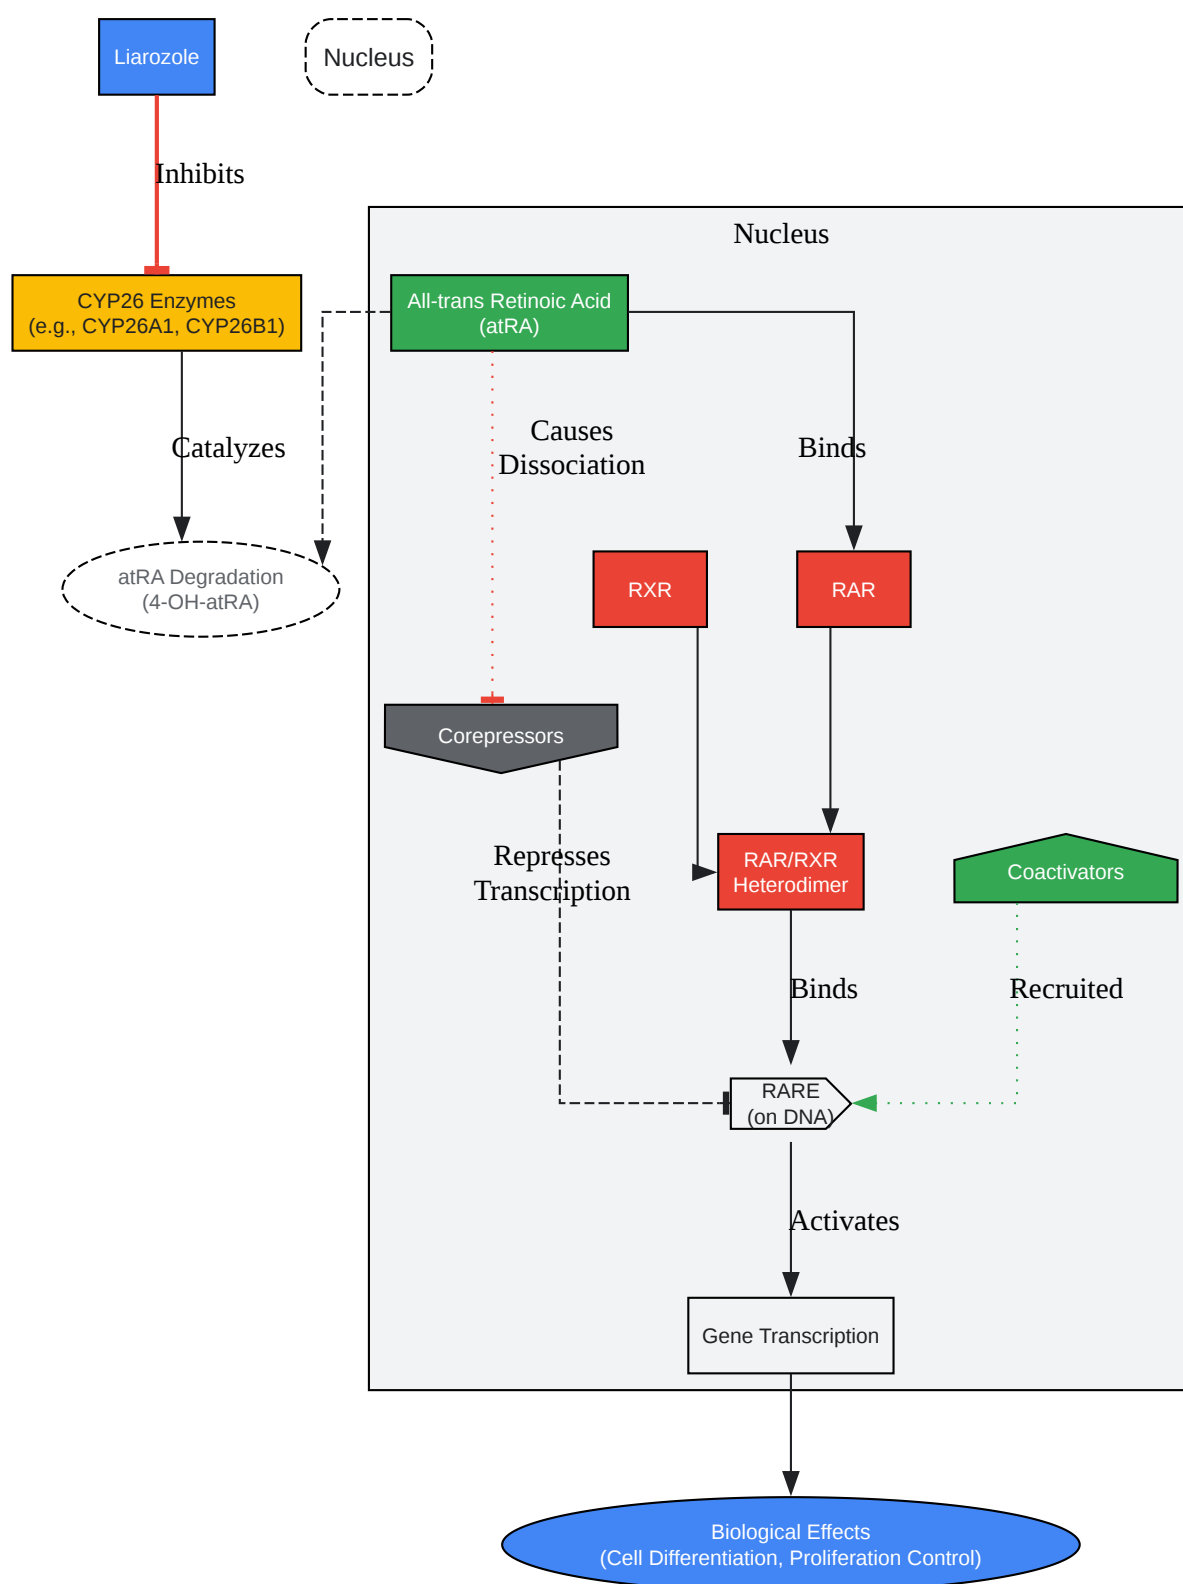 Liarozole
Nucleus
Inhibits
Nucleus
CYP26 Enzymes
(e.g., CYP26A1, CYP26B1)
All-trans Retinoic Acid
(atRA)
Catalyzes
Causes
Dissociation
Binds
atRA Degradation
(4-OH-atRA)
RXR
RAR
Corepressors
Represses
Transcription
RAR/RXR
Heterodimer
Coactivators
Binds
Recruited
RARE
(on DNA)
Activates
Gene Transcription
Biological Effects
(Cell Differentiation, Proliferation Control)